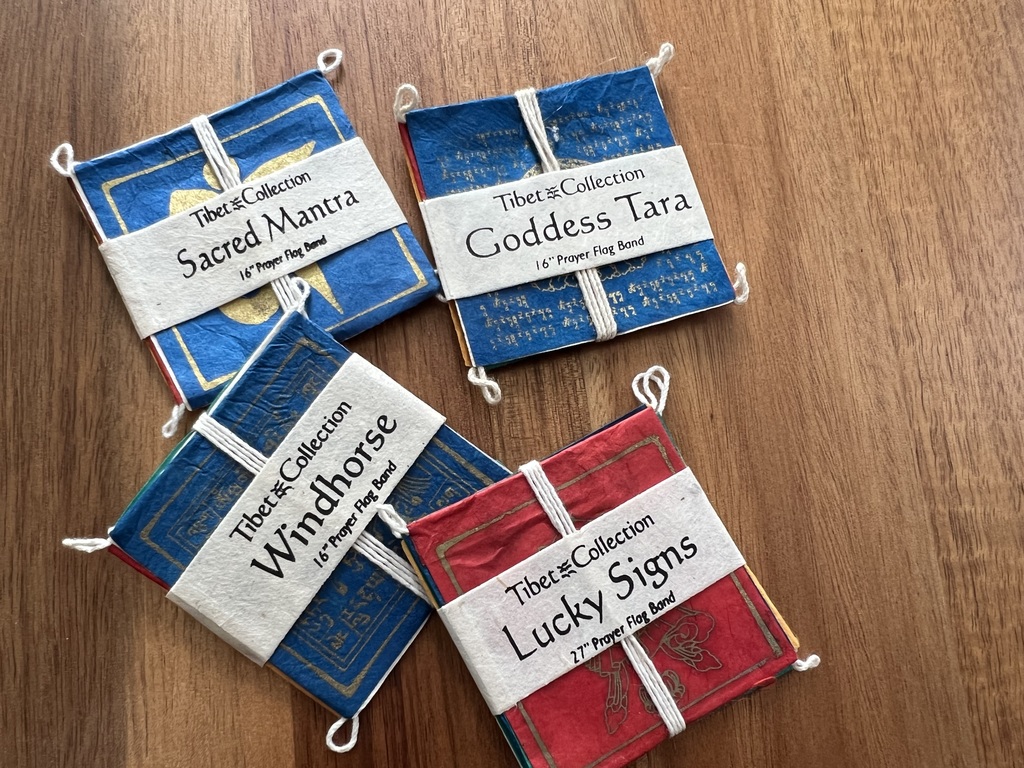 Tibet Collection
Sacred Mantra
16" Prayer Flag Band
Tibet Collection
Goddess Tara
16" Prayer Flag Band
Tibet Collection
Windhorse
16" Prayer Flag Band
Tibet Collection
Lucky Signs
27" Prayer Flag Band